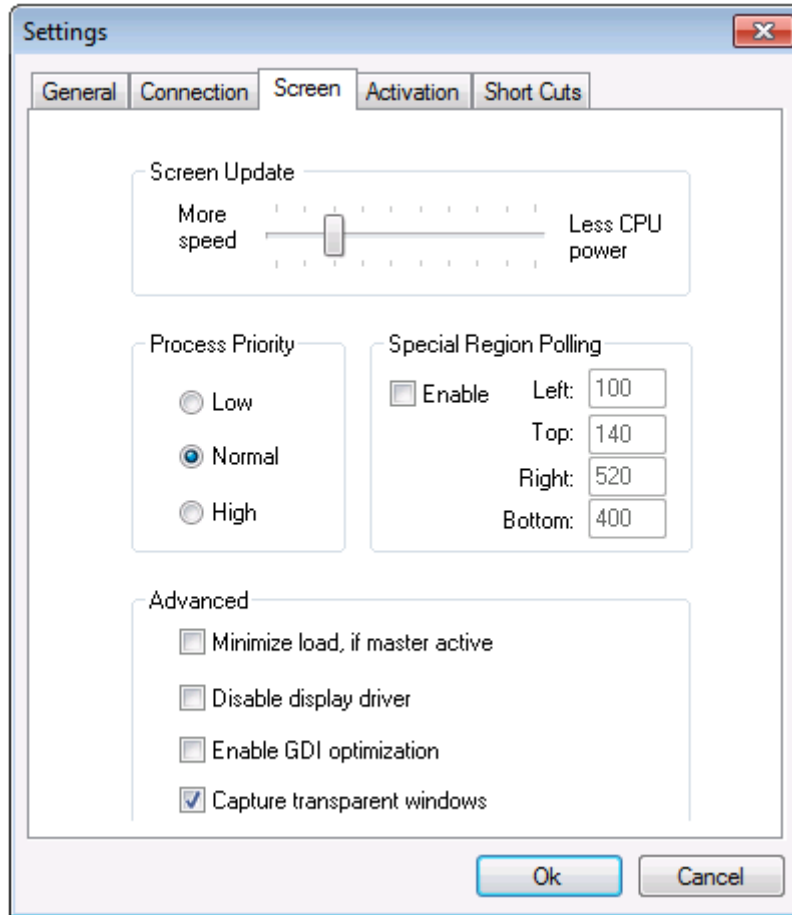 Settings
General Connection Screen Activation Short Cuts
Screen Update
More speed
Less CPU power
Process Priority
Low
Normal
High
Special Region Polling
Enable
Left: 100
Top: 140
Right: 520
Bottom: 400
Advanced
Minimize load, if master active
Disable display driver
Enable GDI optimization
Capture transparent windows
Ok Cancel